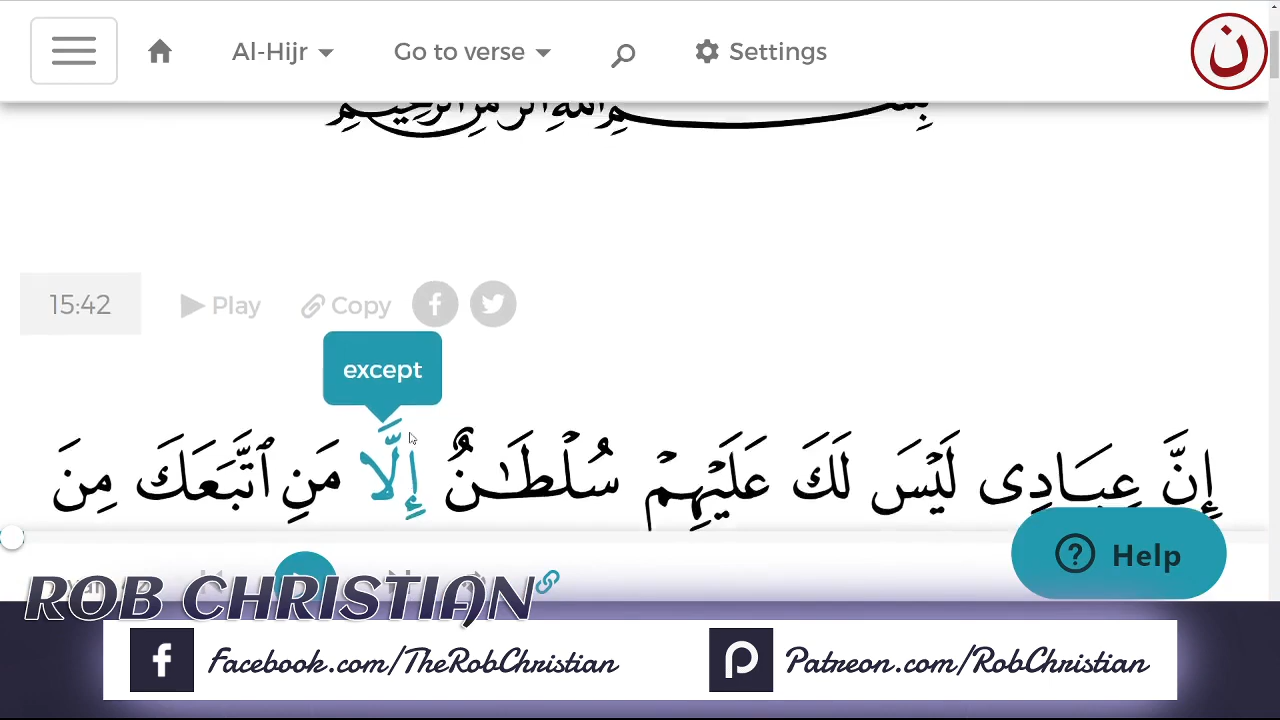 Al-Hijr
Go to verse
Settings
ن
15:42
Play
Copy
except
إِنَّ عِبَادِى لَيْسَ لَكَ عَلَيْهِمْ سُلْطَـٰنٌ إِلَّا مَنِ ٱتَّبَعَكَ مِنَ
Help
ROB CHRISTIAN
Facebook.com/TheRobChristian
Patreon.com/RobChristian